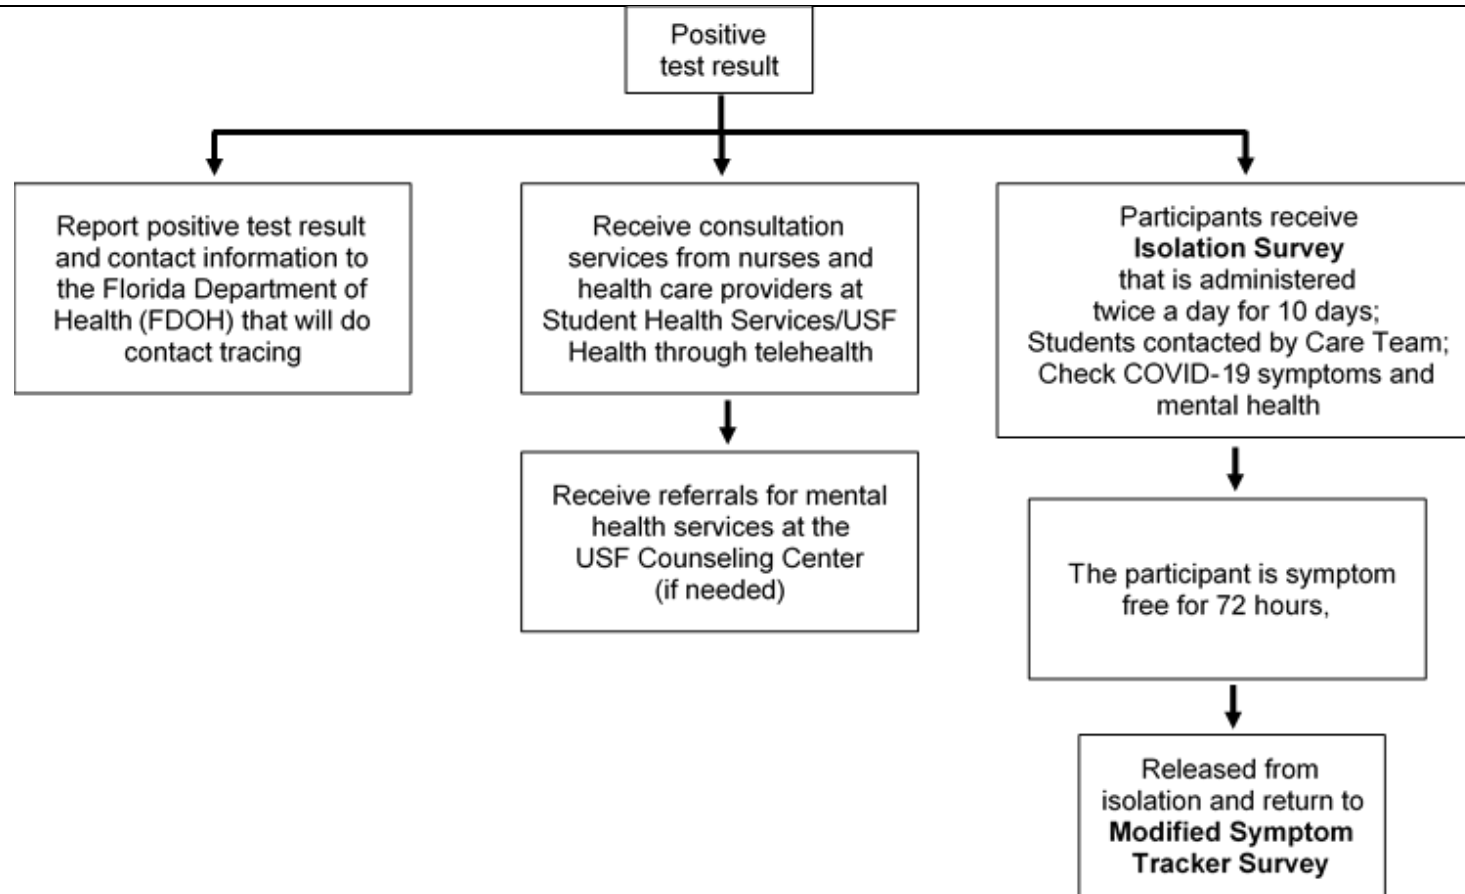 Positive
test result
Report positive test result
and contact information to
the Florida Department of
Health (FDOH) that will do
contact tracing
Receive consultation
services from nurses and
health care providers at
Student Health Services/USF
Health through telehealth
Participants receive
Isolation Survey
that is administered
twice a day for 10 days;
Students contacted by Care Team;
Check COVID-19 symptoms and
mental health
Receive referrals for mental
health services at the
USF Counseling Center
(if needed)
The participant is symptom
free for 72 hours,
Released from
isolation and return to
Modified Symptom
Tracker Survey